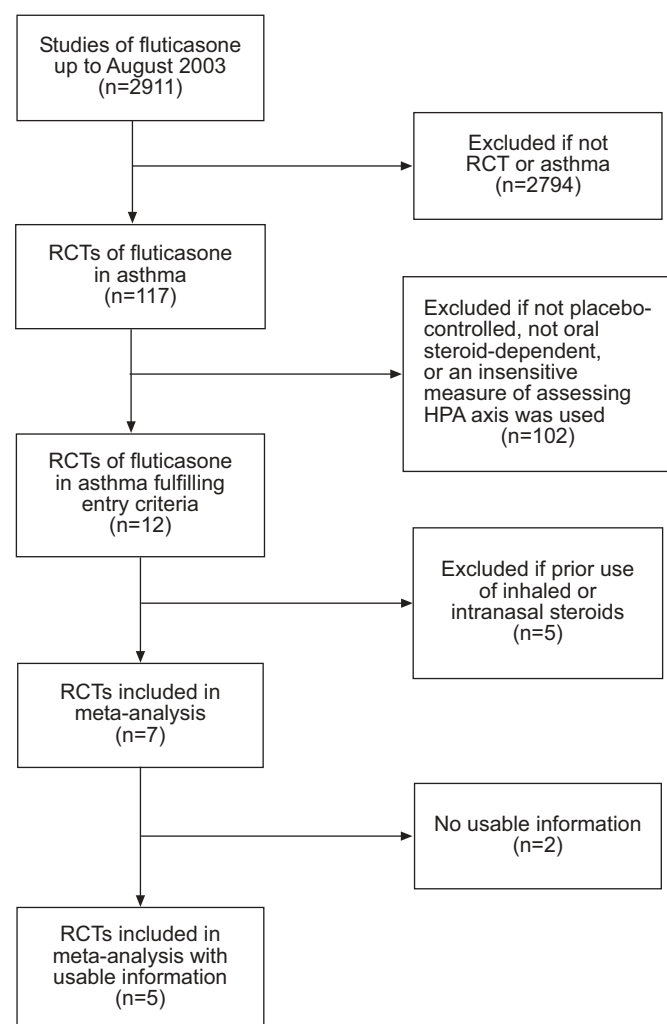 Studies of fluticasone
up to August 2003
(n=2911)
Excluded if not
RCT or asthma
(n=2794)
RCTs of fluticasone
in asthma
(n=117)
Excluded if not placebo-
controlled, not oral
steroid-dependent,
or an insensitive
measure of assessing
HPA axis was used
(n=102)
RCTs of fluticasone
in asthma fulfilling
entry criteria
(n=12)
Excluded if prior use
of inhaled or
intranasal steroids
(n=5)
RCTs included in
meta-analysis
(n=7)
No usable information
(n=2)
RCTs included in
meta-analysis with
usable information
(n=5)